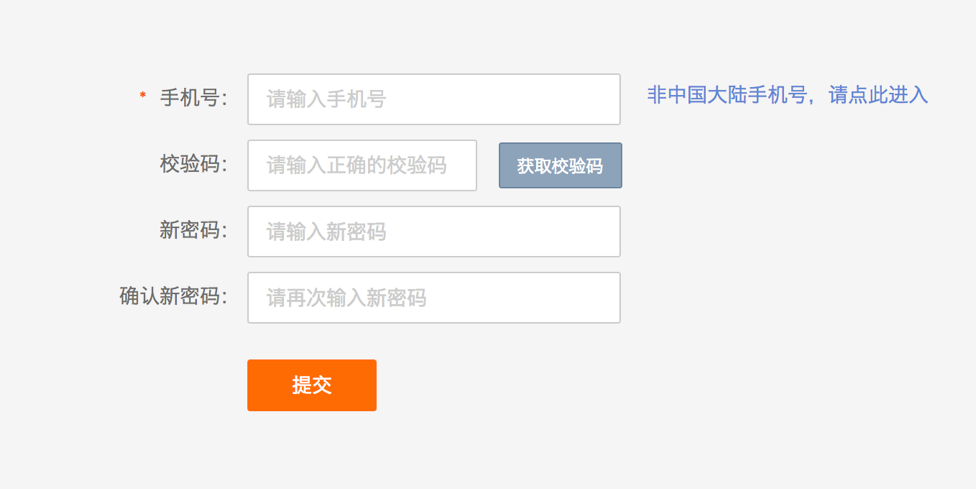 * 手机号： 请输入手机号 非中国大陆手机号，请点此进入
校验码： 请输入正确的校验码 获取校验码
新密码： 请输入新密码
确认新密码： 请再次输入新密码
提交